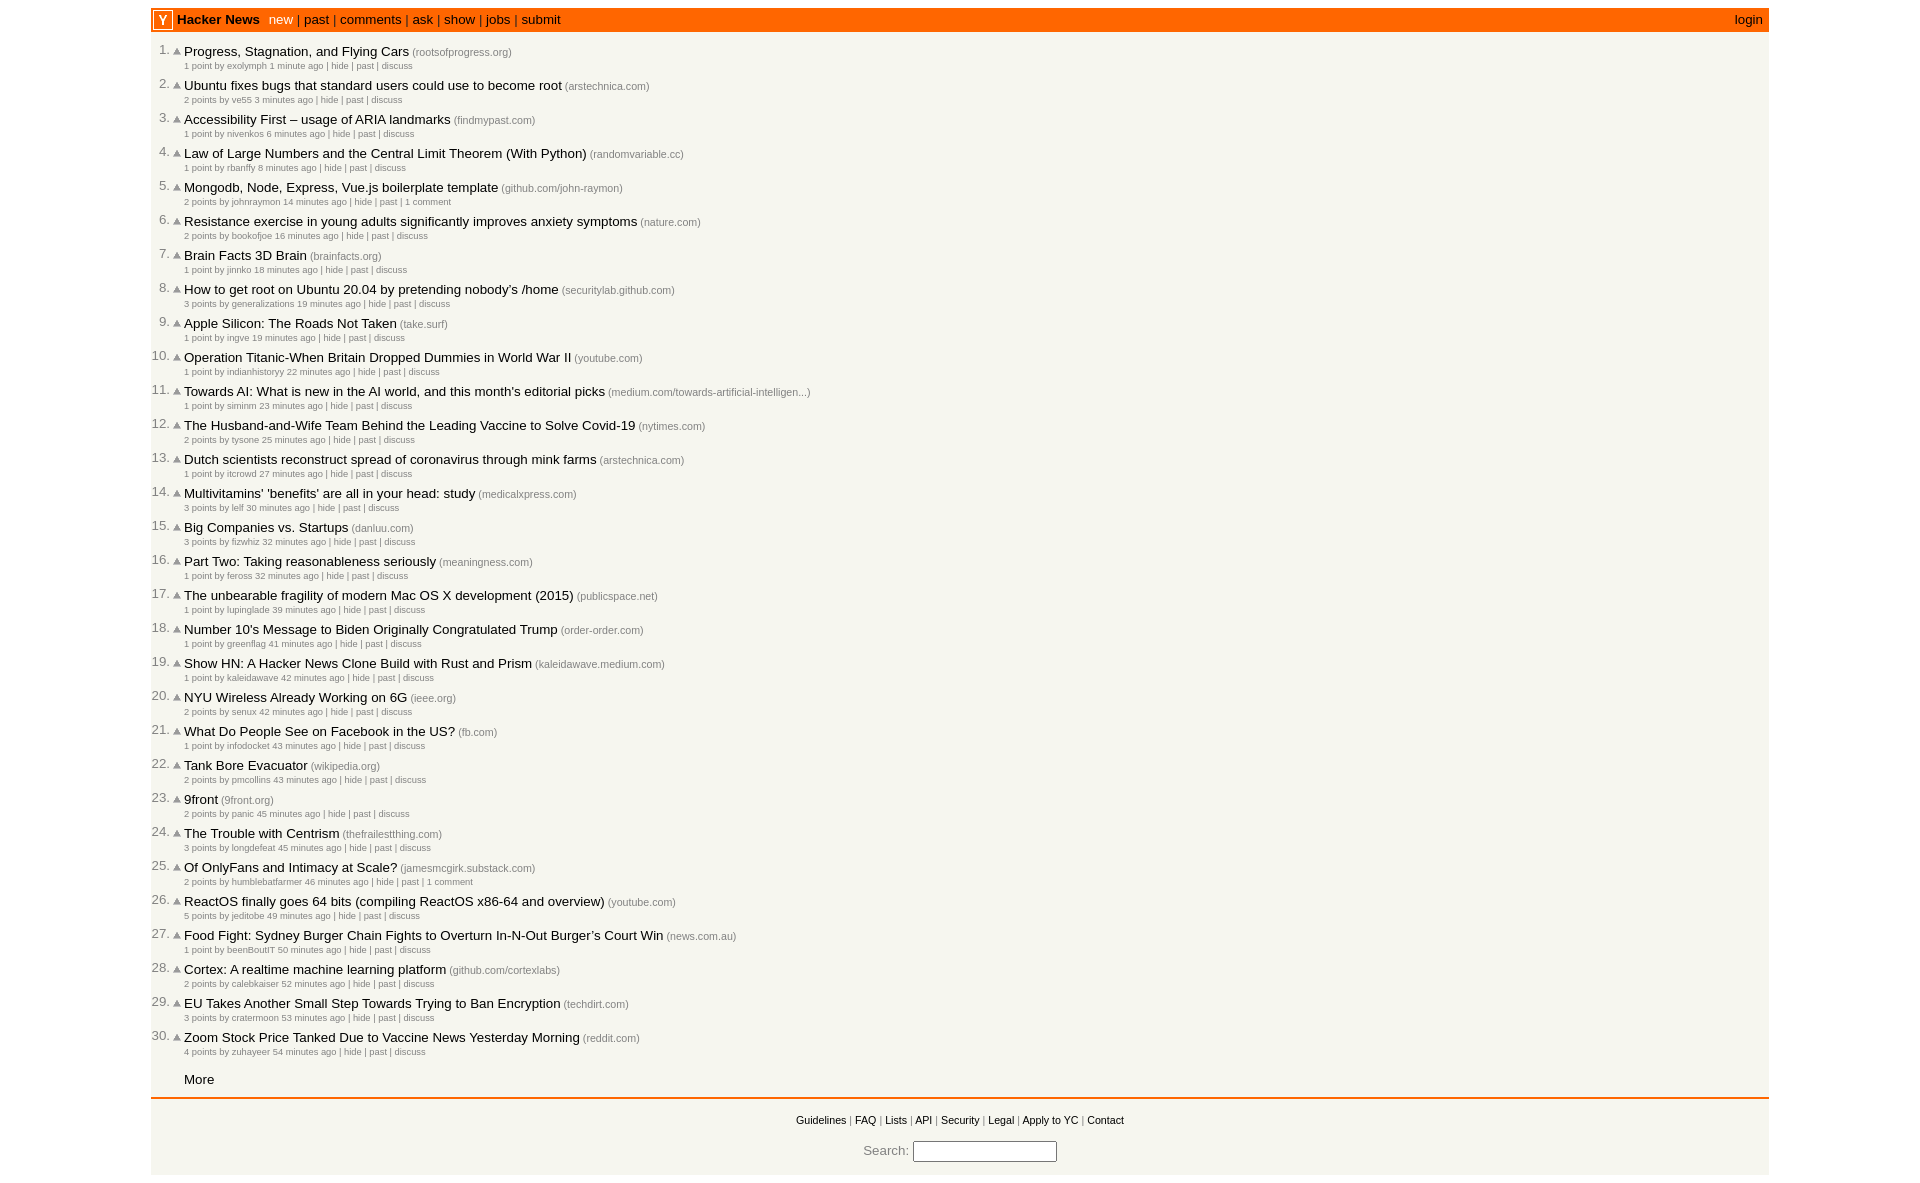 Y Hacker News new | past | comments | ask | show | jobs | submit login
1. Progress, Stagnation, and Flying Cars (rootsofprogress.org)
1 point by exolymph 1 minute ago | hide | past | discuss
2. Ubuntu fixes bugs that standard users could use to become root (arstechnica.com)
2 points by ve55 3 minutes ago | hide | past | discuss
3. Accessibility First – usage of ARIA landmarks (findmypast.com)
1 point by nivenkos 6 minutes ago | hide | past | discuss
4. Law of Large Numbers and the Central Limit Theorem (With Python) (randomvariable.cc)
1 point by rbanffy 8 minutes ago | hide | past | discuss
5. Mongodb, Node, Express, Vue.js boilerplate template (github.com/john-raymon)
2 points by johnraymon 14 minutes ago | hide | past | 1 comment
6. Resistance exercise in young adults significantly improves anxiety symptoms (nature.com)
2 points by bookofjoe 16 minutes ago | hide | past | discuss
7. Brain Facts 3D Brain (brainfacts.org)
1 point by jinnko 18 minutes ago | hide | past | discuss
8. How to get root on Ubuntu 20.04 by pretending nobody’s /home (securitylab.github.com)
3 points by generalizations 19 minutes ago | hide | past | discuss
9. Apple Silicon: The Roads Not Taken (take.surf)
1 point by ingve 19 minutes ago | hide | past | discuss
10. Operation Titanic-When Britain Dropped Dummies in World War II (youtube.com)
1 point by indianhistoryy 22 minutes ago | hide | past | discuss
11. Towards AI: What is new in the AI world, and this month's editorial picks (medium.com/towards-artificial-intelligen...)
1 point by siminm 23 minutes ago | hide | past | discuss
12. The Husband-and-Wife Team Behind the Leading Vaccine to Solve Covid-19 (nytimes.com)
2 points by tysone 25 minutes ago | hide | past | discuss
13. Dutch scientists reconstruct spread of coronavirus through mink farms (arstechnica.com)
1 point by itcrowd 27 minutes ago | hide | past | discuss
14. Multivitamins' 'benefits' are all in your head: study (medicalxpress.com)
3 points by lelf 30 minutes ago | hide | past | discuss
15. Big Companies vs. Startups (danluu.com)
3 points by fizwhiz 32 minutes ago | hide | past | discuss
16. Part Two: Taking reasonableness seriously (meaningness.com)
1 point by feross 32 minutes ago | hide | past | discuss
17. The unbearable fragility of modern Mac OS X development (2015) (publicspace.net)
1 point by lupinglade 39 minutes ago | hide | past | discuss
18. Number 10's Message to Biden Originally Congratulated Trump (order-order.com)
1 point by greenflag 41 minutes ago | hide | past | discuss
19. Show HN: A Hacker News Clone Build with Rust and Prism (kaleidawave.medium.com)
1 point by kaleidawave 42 minutes ago | hide | past | discuss
20. NYU Wireless Already Working on 6G (ieee.org)
2 points by senux 42 minutes ago | hide | past | discuss
21. What Do People See on Facebook in the US? (fb.com)
1 point by infodocket 43 minutes ago | hide | past | discuss
22. Tank Bore Evacuator (wikipedia.org)
2 points by pmcollins 43 minutes ago | hide | past | discuss
23. 9front (9front.org)
2 points by panic 45 minutes ago | hide | past | discuss
24. The Trouble with Centrism (thefrailestthing.com)
3 points by longdefeat 45 minutes ago | hide | past | discuss
25. Of OnlyFans and Intimacy at Scale? (jamesmcgirk.substack.com)
2 points by humblebatfarmer 46 minutes ago | hide | past | 1 comment
26. ReactOS finally goes 64 bits (compiling ReactOS x86-64 and overview) (youtube.com)
5 points by jeditobe 49 minutes ago | hide | past | discuss
27. Food Fight: Sydney Burger Chain Fights to Overturn In-N-Out Burger’s Court Win (news.com.au)
1 point by beenBoutIT 50 minutes ago | hide | past | discuss
28. Cortex: A realtime machine learning platform (github.com/cortexlabs)
2 points by calebkaiser 52 minutes ago | hide | past | discuss
29. EU Takes Another Small Step Towards Trying to Ban Encryption (techdirt.com)
3 points by cratermoon 53 minutes ago | hide | past | discuss
30. Zoom Stock Price Tanked Due to Vaccine News Yesterday Morning (reddit.com)
4 points by zuhayeer 54 minutes ago | hide | past | discuss
More
Guidelines | FAQ | Lists | API | Security | Legal | Apply to YC | Contact
Search: